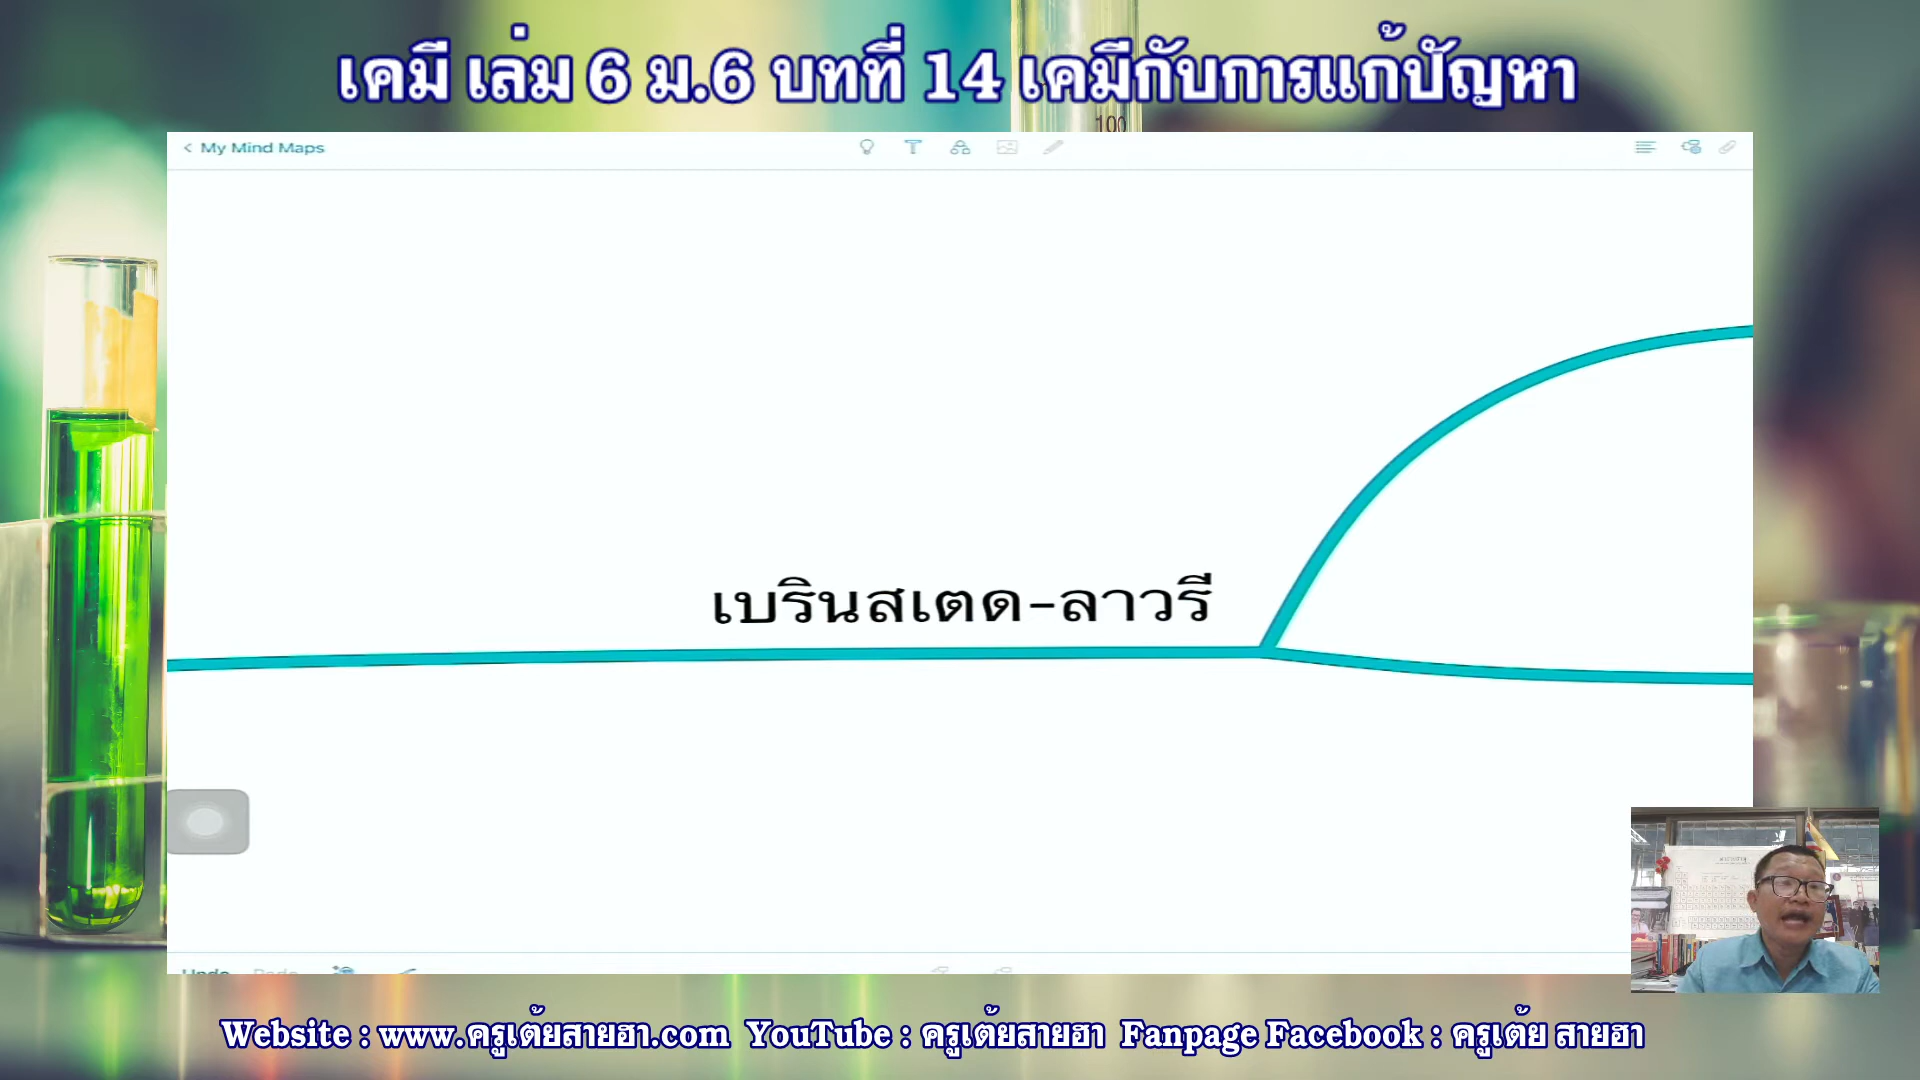 เคมี เล่ม 6 ม.6 บทที่ 14 เคมีกับการแก้ปัญหา
100
< My Mind Maps
เบรินสเตด-ลาวรี
Website : www.ครูเต้ยสายฮา.com YouTube : ครูเต้ยสายฮา Fanpage Facebook : ครูเต้ย สายฮา